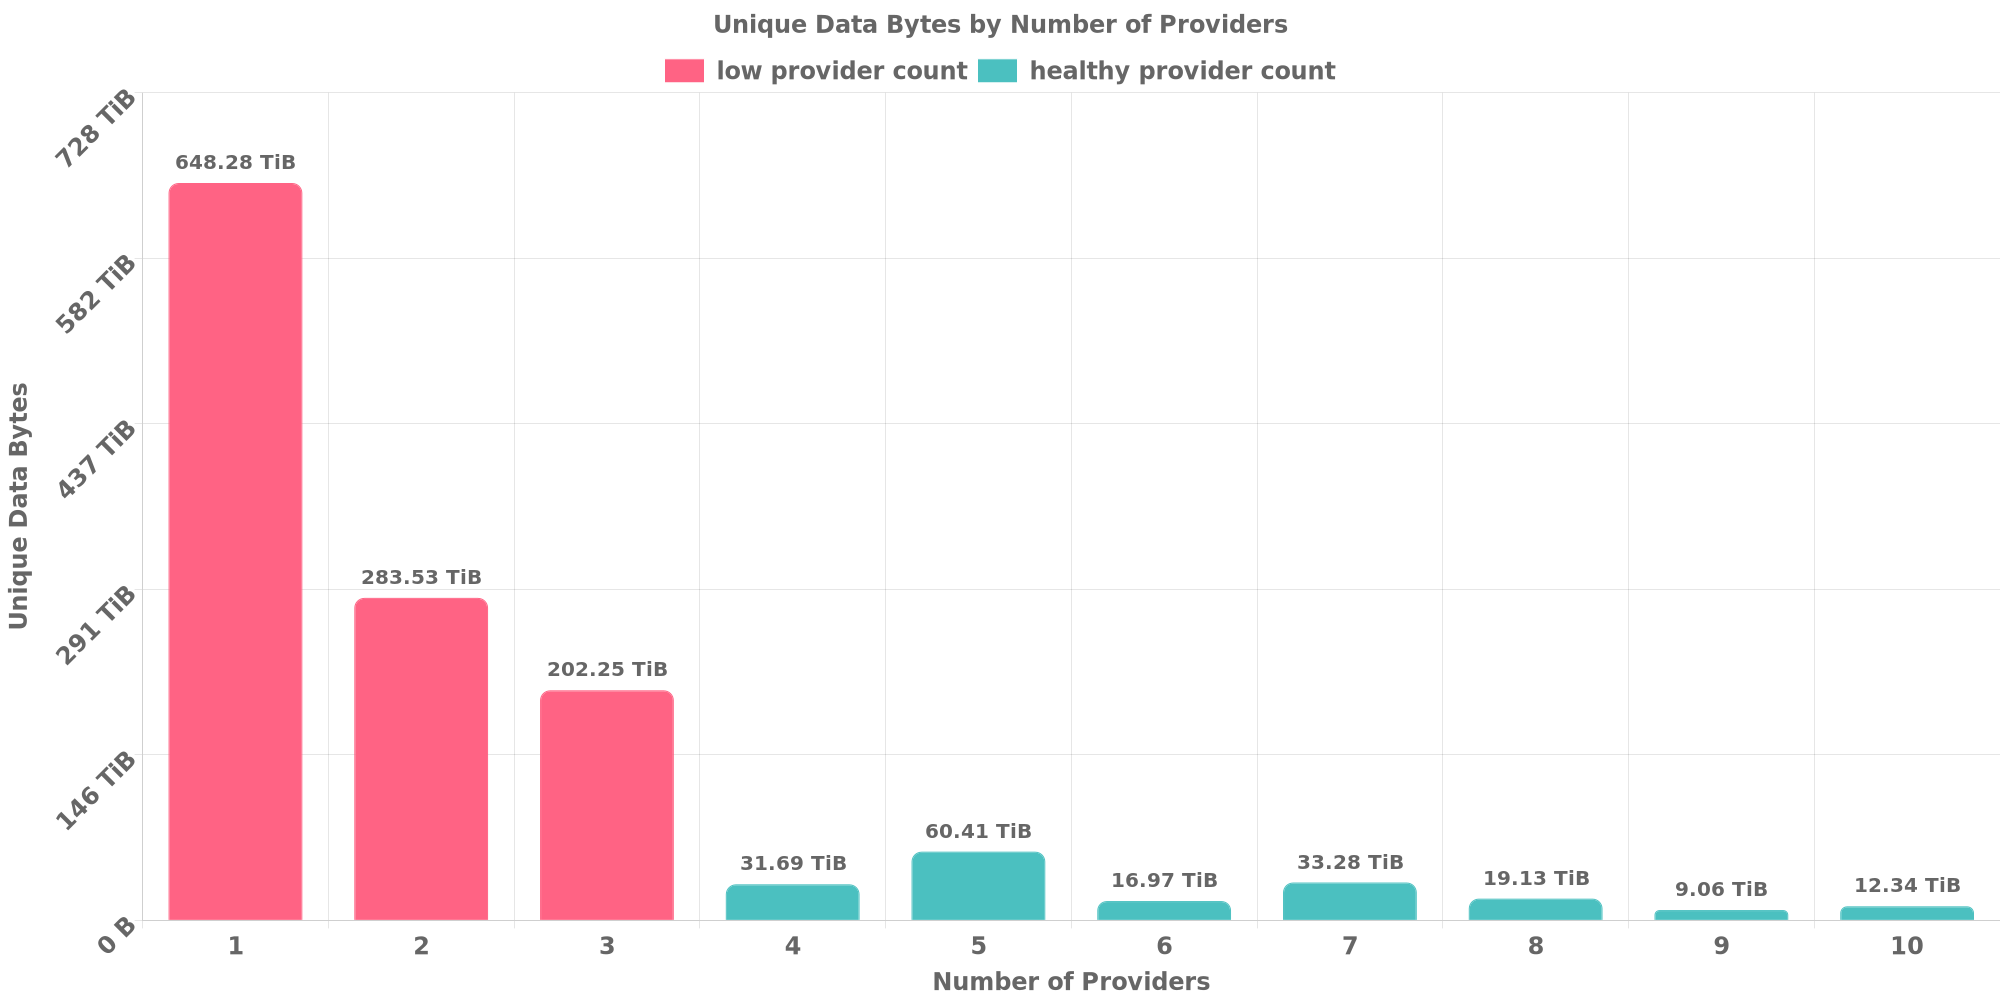 Unique Data Bytes by Number of Providers
low provider count healthy provider count
728 TiB
582 TiB
437 TiB
291 TiB
146 TiB
0 B
Unique Data Bytes
648.28 TiB
283.53 TiB
202.25 TiB
31.69 TiB
60.41 TiB
16.97 TiB
33.28 TiB
19.13 TiB
9.06 TiB
12.34 TiB
1 2 3 4 5 6 7 8 9 10
Number of Providers